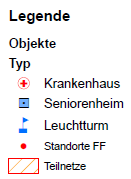 Legende
Objekte
Typ
Krankenhaus
Seniorenheim
Leuchtturm
Standorte FF
Teilnetze